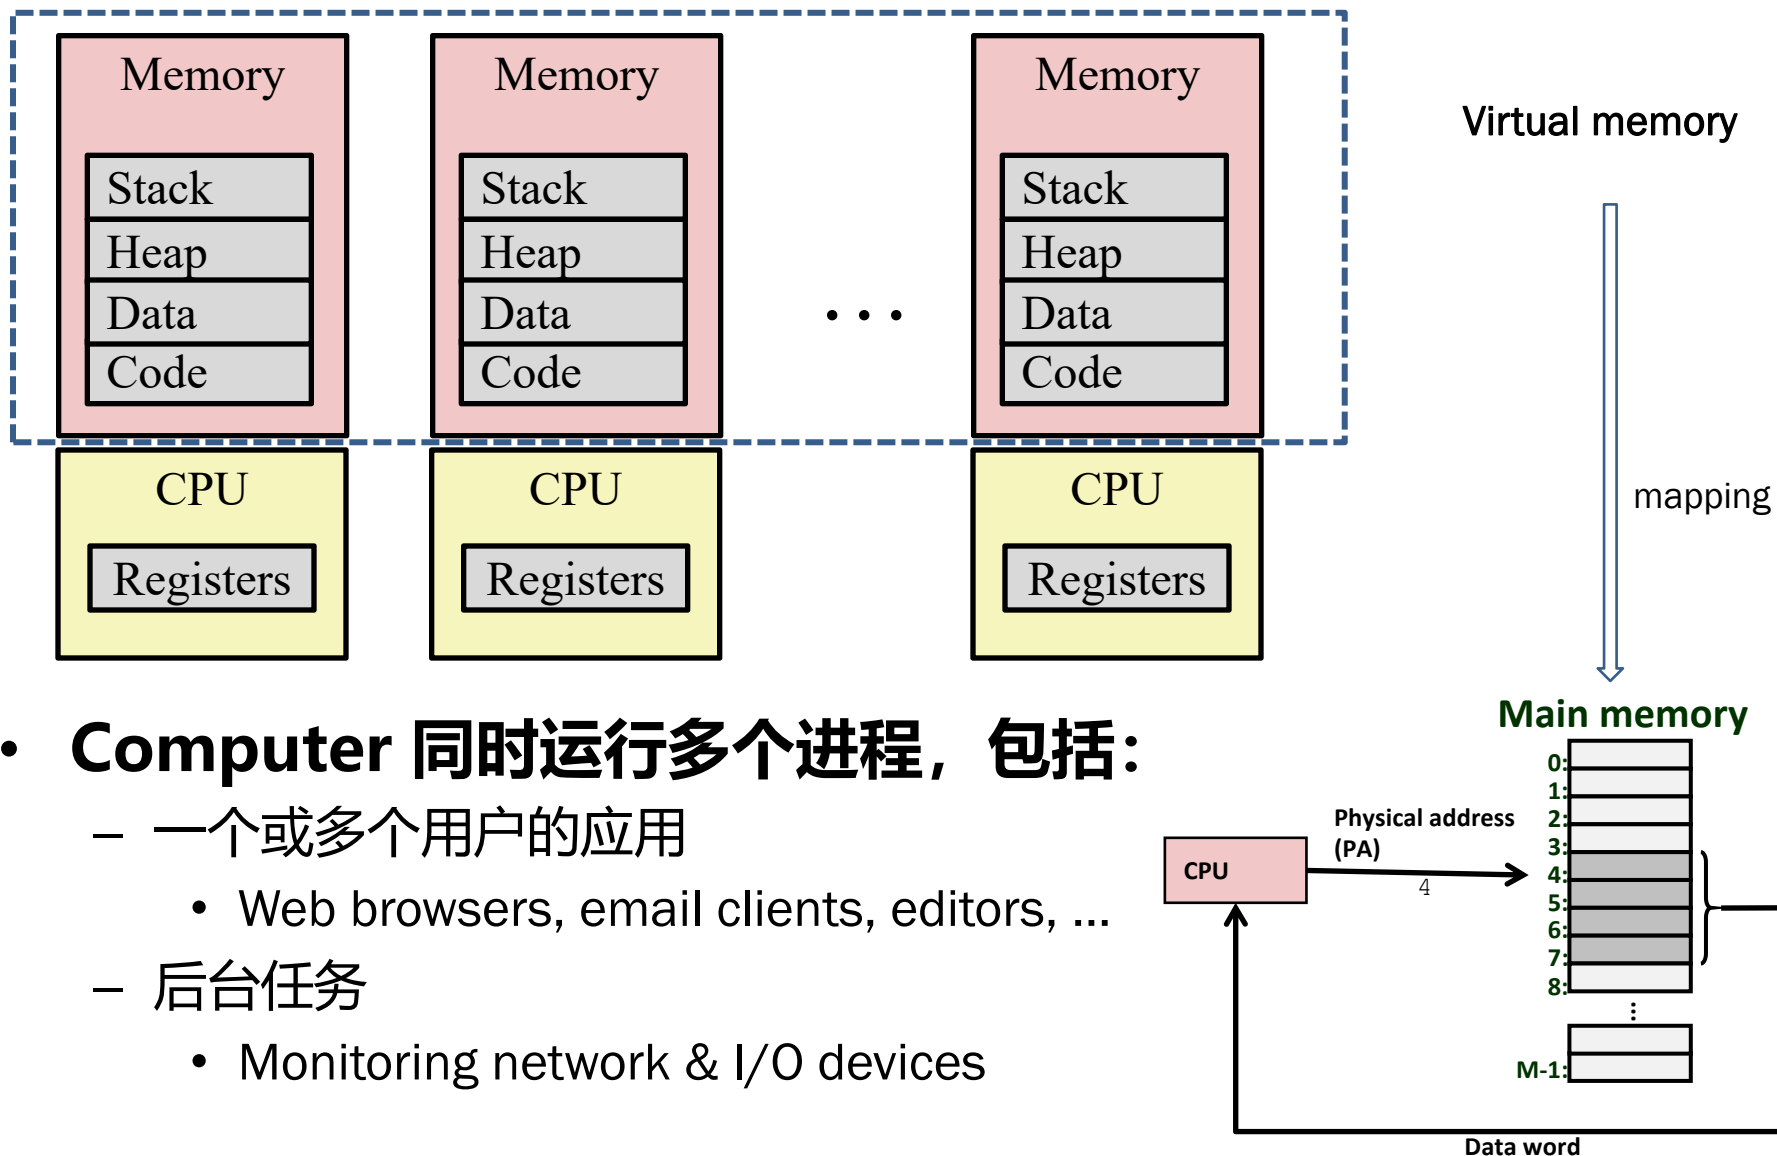 Memory
Stack
Heap
Data
Code
CPU
Registers
Memory
Stack
Heap
Data
Code
CPU
Registers
...
Memory
Stack
Heap
Data
Code
CPU
Registers
Virtual memory
mapping
• Computer 同时运行多个进程，包括：
– 一个或多个用户的应用
• Web browsers, email clients, editors, ...
– 后台任务
• Monitoring network & I/O devices
Main memory
0:
1:
2:
3:
4:
5:
6:
7:
8:
...
M-1:
Physical address
(PA)
4
CPU
Data word